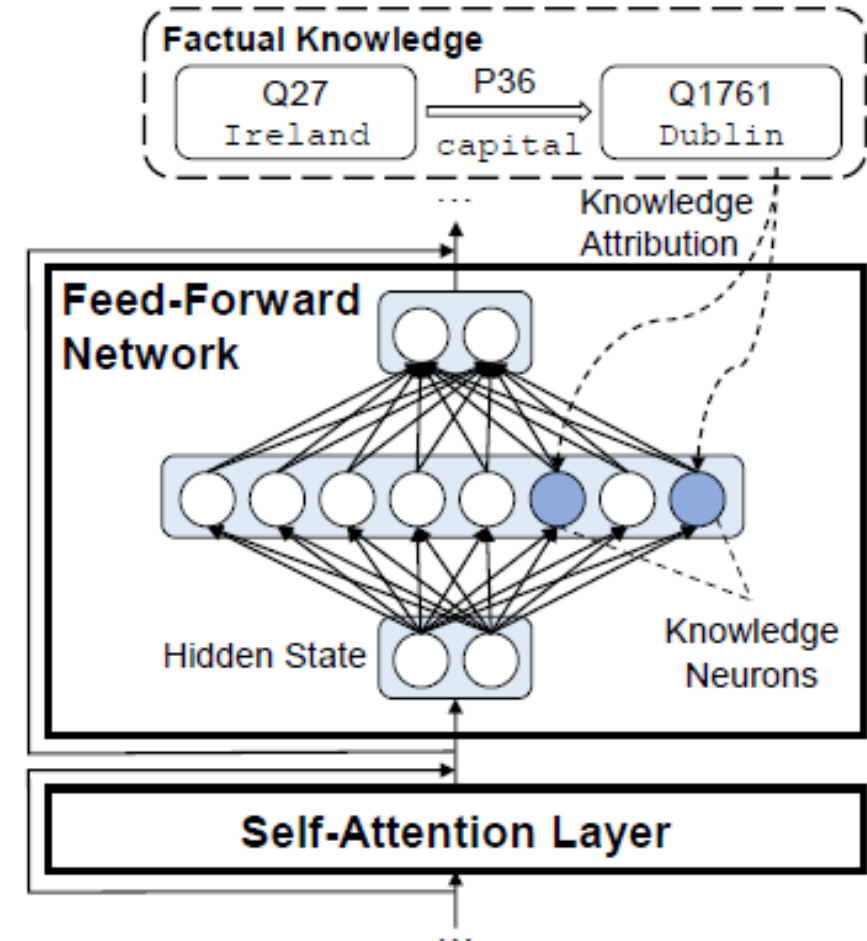 Factual Knowledge
Q27
Ireland
P36
capital
Q1761
Dublin
...
Knowledge
Attribution
Feed-Forward
Network
Hidden State
Knowledge
Neurons
Self-Attention Layer
...